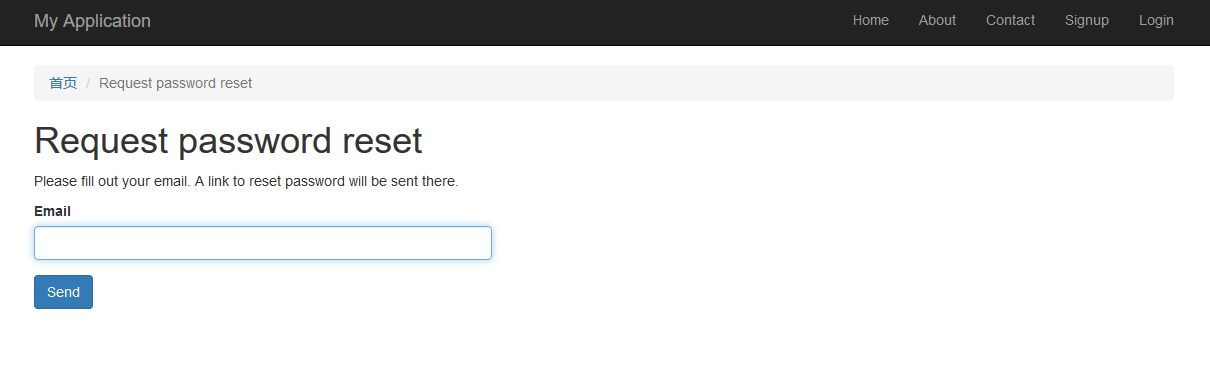 My Application Home About Contact Signup Login
首页 / Request password reset
Request password reset
Please fill out your email. A link to reset password will be sent there.
Email
Send